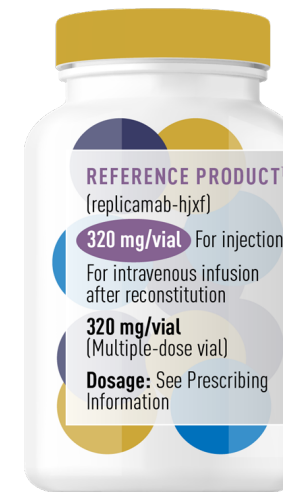 REFERENCE PRODUCT
(replicamab-hjxf)
320 mg/vial For injection
For intravenous infusion
after reconstitution
320 mg/vial
(Multiple-dose vial)
Dosage: See Prescribing
Information